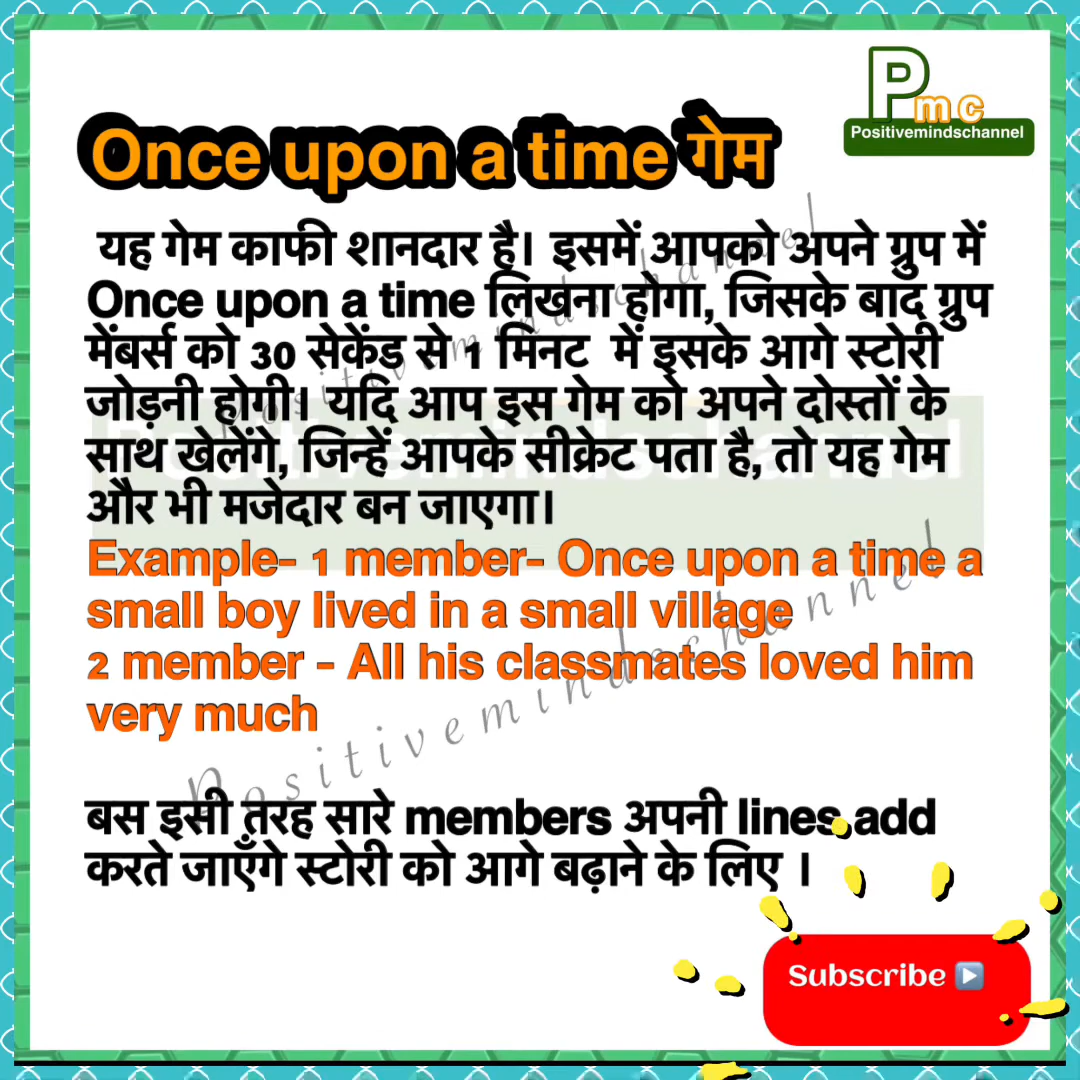 Pmc
Positivemindschannel
Once upon a time गेम
यह गेम काफी शानदार है। इसमें आपको अपने ग्रुप में
Once upon a time लिखना होगा, जिसके बाद ग्रुप
मेंबर्स को 30 सेकेंड से 1 मिनट में इसके आगे स्टोरी
जोड़नी होगी। यदि आप इस गेम को अपने दोस्तों के
साथ खेलेंगे, जिन्हें आपके सीक्रेट पता है, तो यह गेम
और भी मजेदार बन जाएगा।
Example- 1 member- Once upon a time a
small boy lived in a small village
2 member - All his classmates loved him
very much
बस इसी तरह सारे members अपनी lines add
करते जाएँगे स्टोरी को आगे बढ़ाने के लिए ।
Subscribe
Positivemindschannel
Positivemindschannel
Positivemindschannel